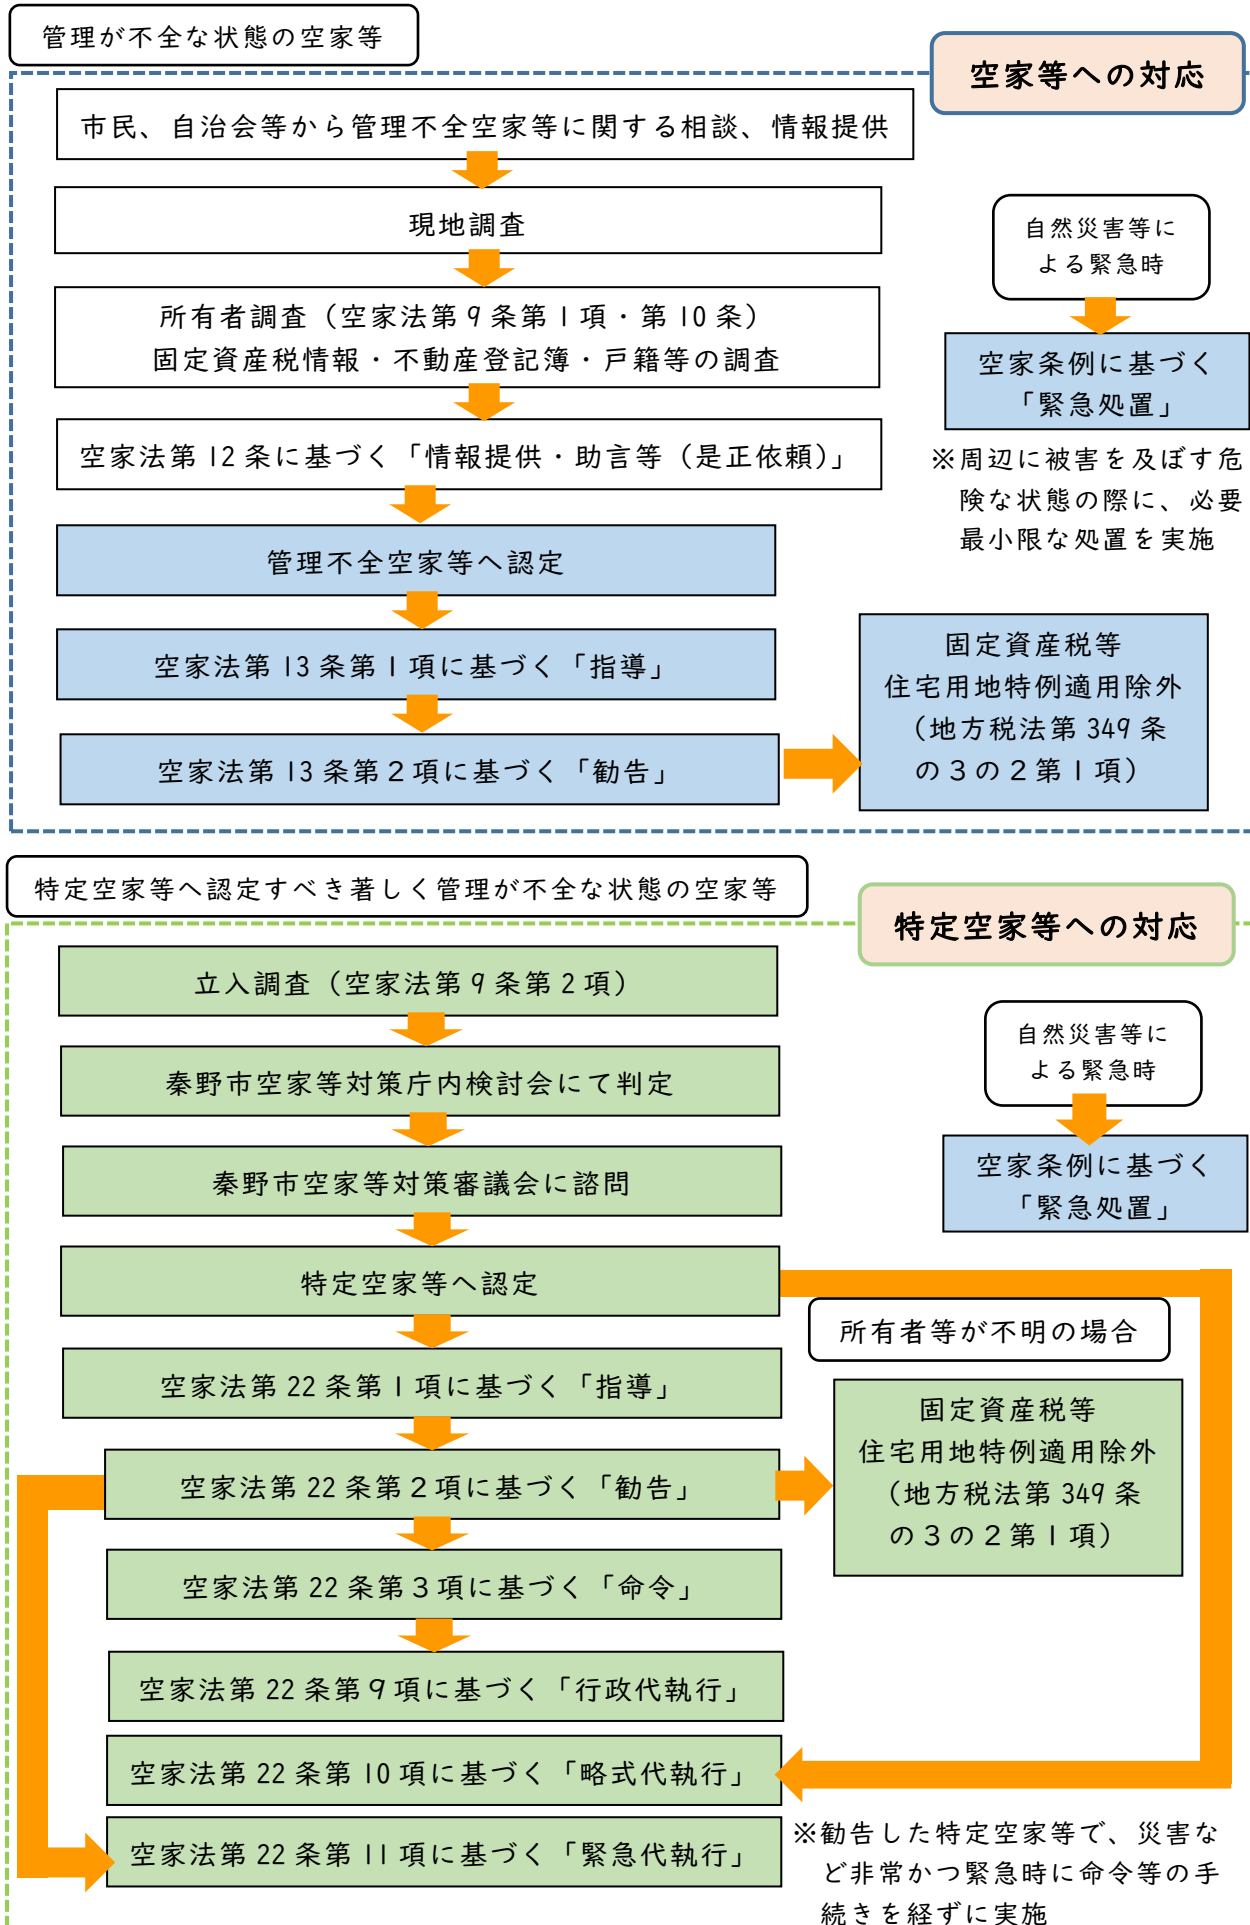 管理が不全な状態の空家等
空家等への対応
市民、自治会等から管理不全空家等に関する相談、情報提供
現地調査
所有者調査（空家法第９条第１項・第10条）
固定資産税情報・不動産登記簿・戸籍等の調査
空家法第12条に基づく「情報提供・助言等（是正依頼）」
管理不全空家等へ認定
空家法第13条第１項に基づく「指導」
空家法第13条第２項に基づく「勧告」
自然災害等に
よる緊急時
空家条例に基づく
「緊急処置」
※周辺に被害を及ぼす危
険な状態の際に、必要
最小限な処置を実施
固定資産税等
住宅用地特例適用除外
（地方税法第349条
の３の２第１項）
特定空家等へ認定すべき著しく管理が不全な状態の空家等
特定空家等への対応
立入調査（空家法第９条第２項）
秦野市空家等対策庁内検討会にて判定
秦野市空家等対策審議会に諮問
特定空家等へ認定
空家法第22条第１項に基づく「指導」
空家法第22条第２項に基づく「勧告」
空家法第22条第３項に基づく「命令」
空家法第22条第９項に基づく「行政代執行」
空家法第22条第10項に基づく「略式代執行」
空家法第22条第11項に基づく「緊急代執行」
自然災害等に
よる緊急時
空家条例に基づく
「緊急処置」
所有者等が不明の場合
固定資産税等
住宅用地特例適用除外
（地方税法第349条
の３の２第１項）
※勧告した特定空家等で、災害な
ど非常かつ緊急時に命令等の手
続きを経ずに実施